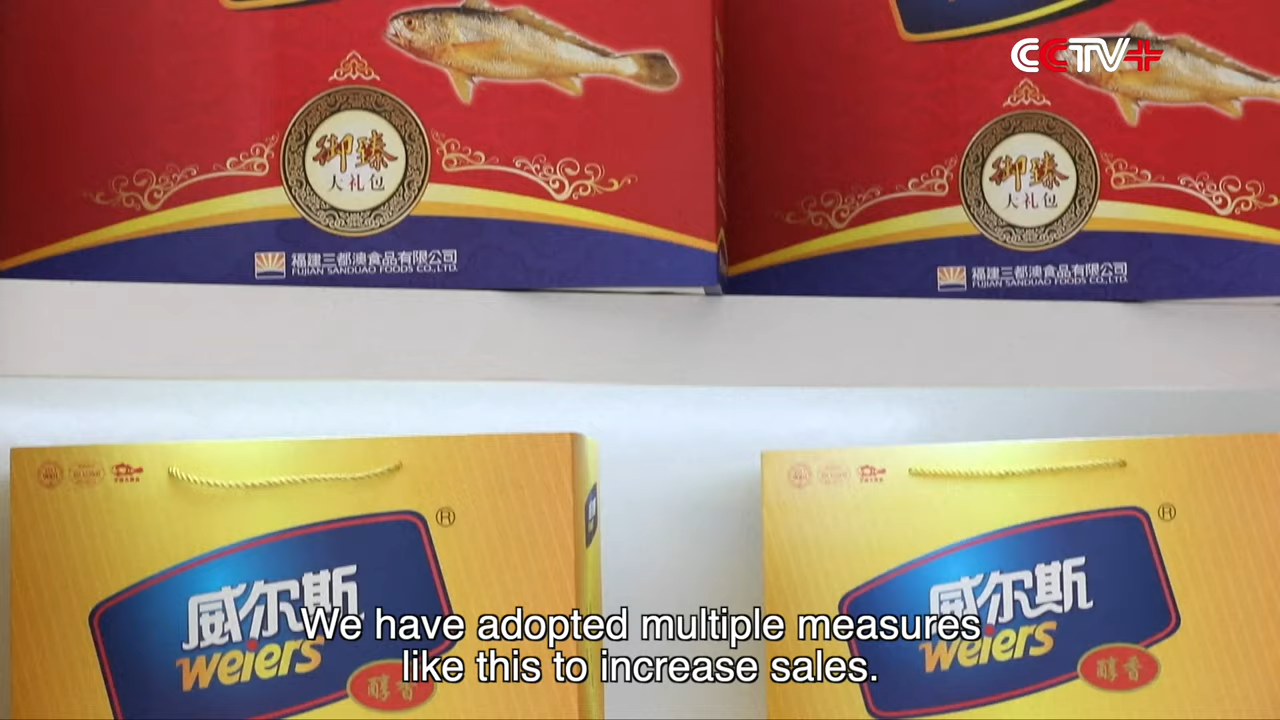 CCTV+
御臻
大礼包
福建三都澳食品有限公司
FUJIAN SANDUAO FOODS CO.,LTD.
御臻
大礼包
福建三都澳食品有限公司
FUJIAN SANDUAO FOODS CO.,LTD.
®
威尔斯
weiers
醇香
®
威尔斯
weiers
醇香
We have adopted multiple measures
like this to increase sales.